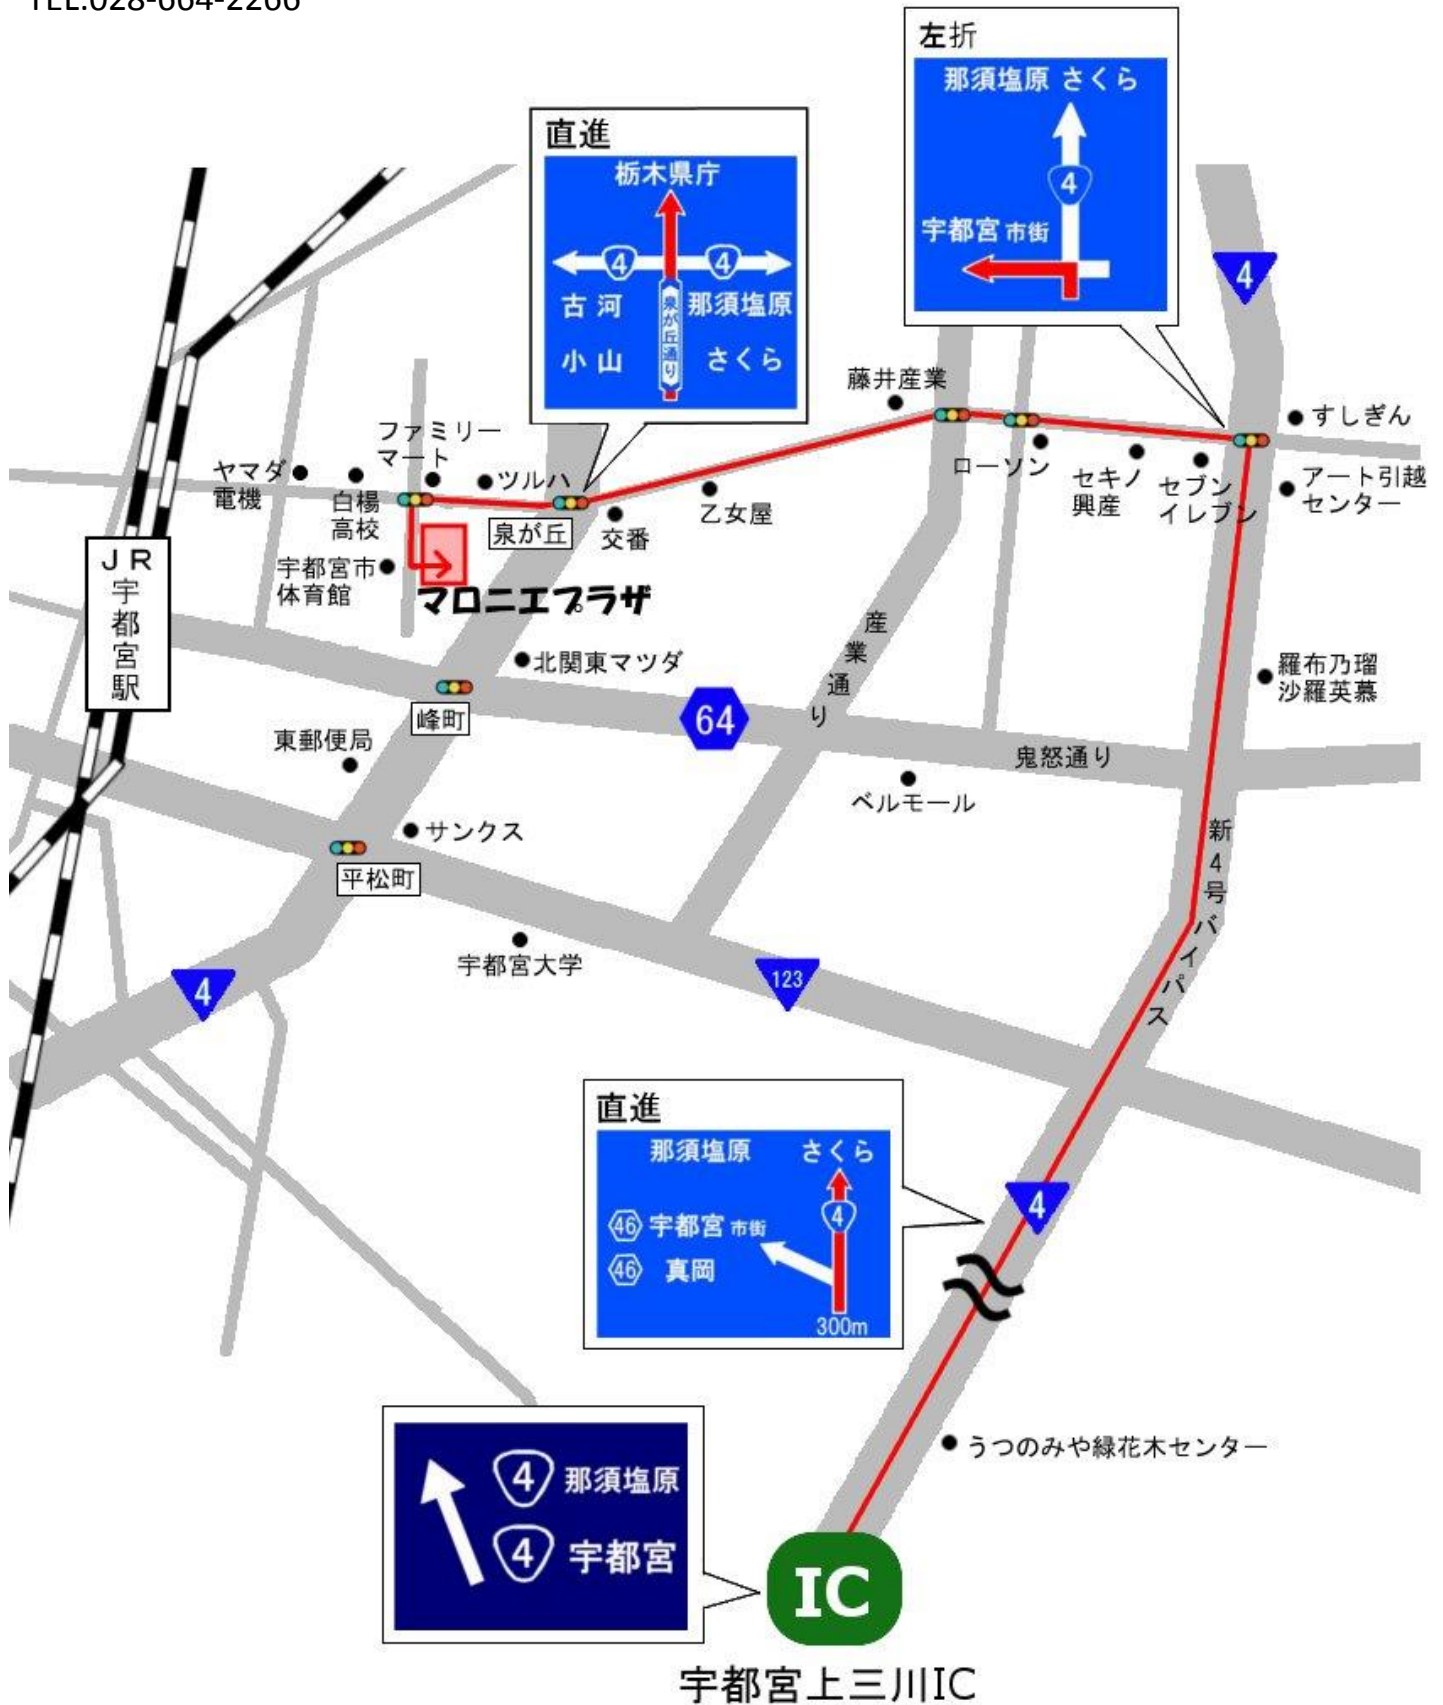 TEL:028-664-2266
左折
那須塩原 さくら
4
宇都宮 市街
直進
栃木県庁
4
4
古河
那須塩原
泉が丘通り
小山
さくら
4
藤井産業
すしぎん
ファミリー
マート
ヤマダ
電機
白楊
高校
ツルハ
ローソン
セキノ
興産
セブン
イレブン
アート引越
センター
泉が丘
交番
乙女屋
JR
宇都宮駅
宇都宮市
体育館
マロニエプラザ
産業通り
北関東マツダ
羅布乃瑠
沙羅英慕
64
峰町
東郵便局
鬼怒通り
ベルモール
サンクス
新4号バイパス
平松町
宇都宮大学
4
123
直進
那須塩原
さくら
4
46 宇都宮 市街
46 真岡
300m
4
うつのみや緑花木センター
4 那須塩原
4 宇都宮
IC
宇都宮上三川IC